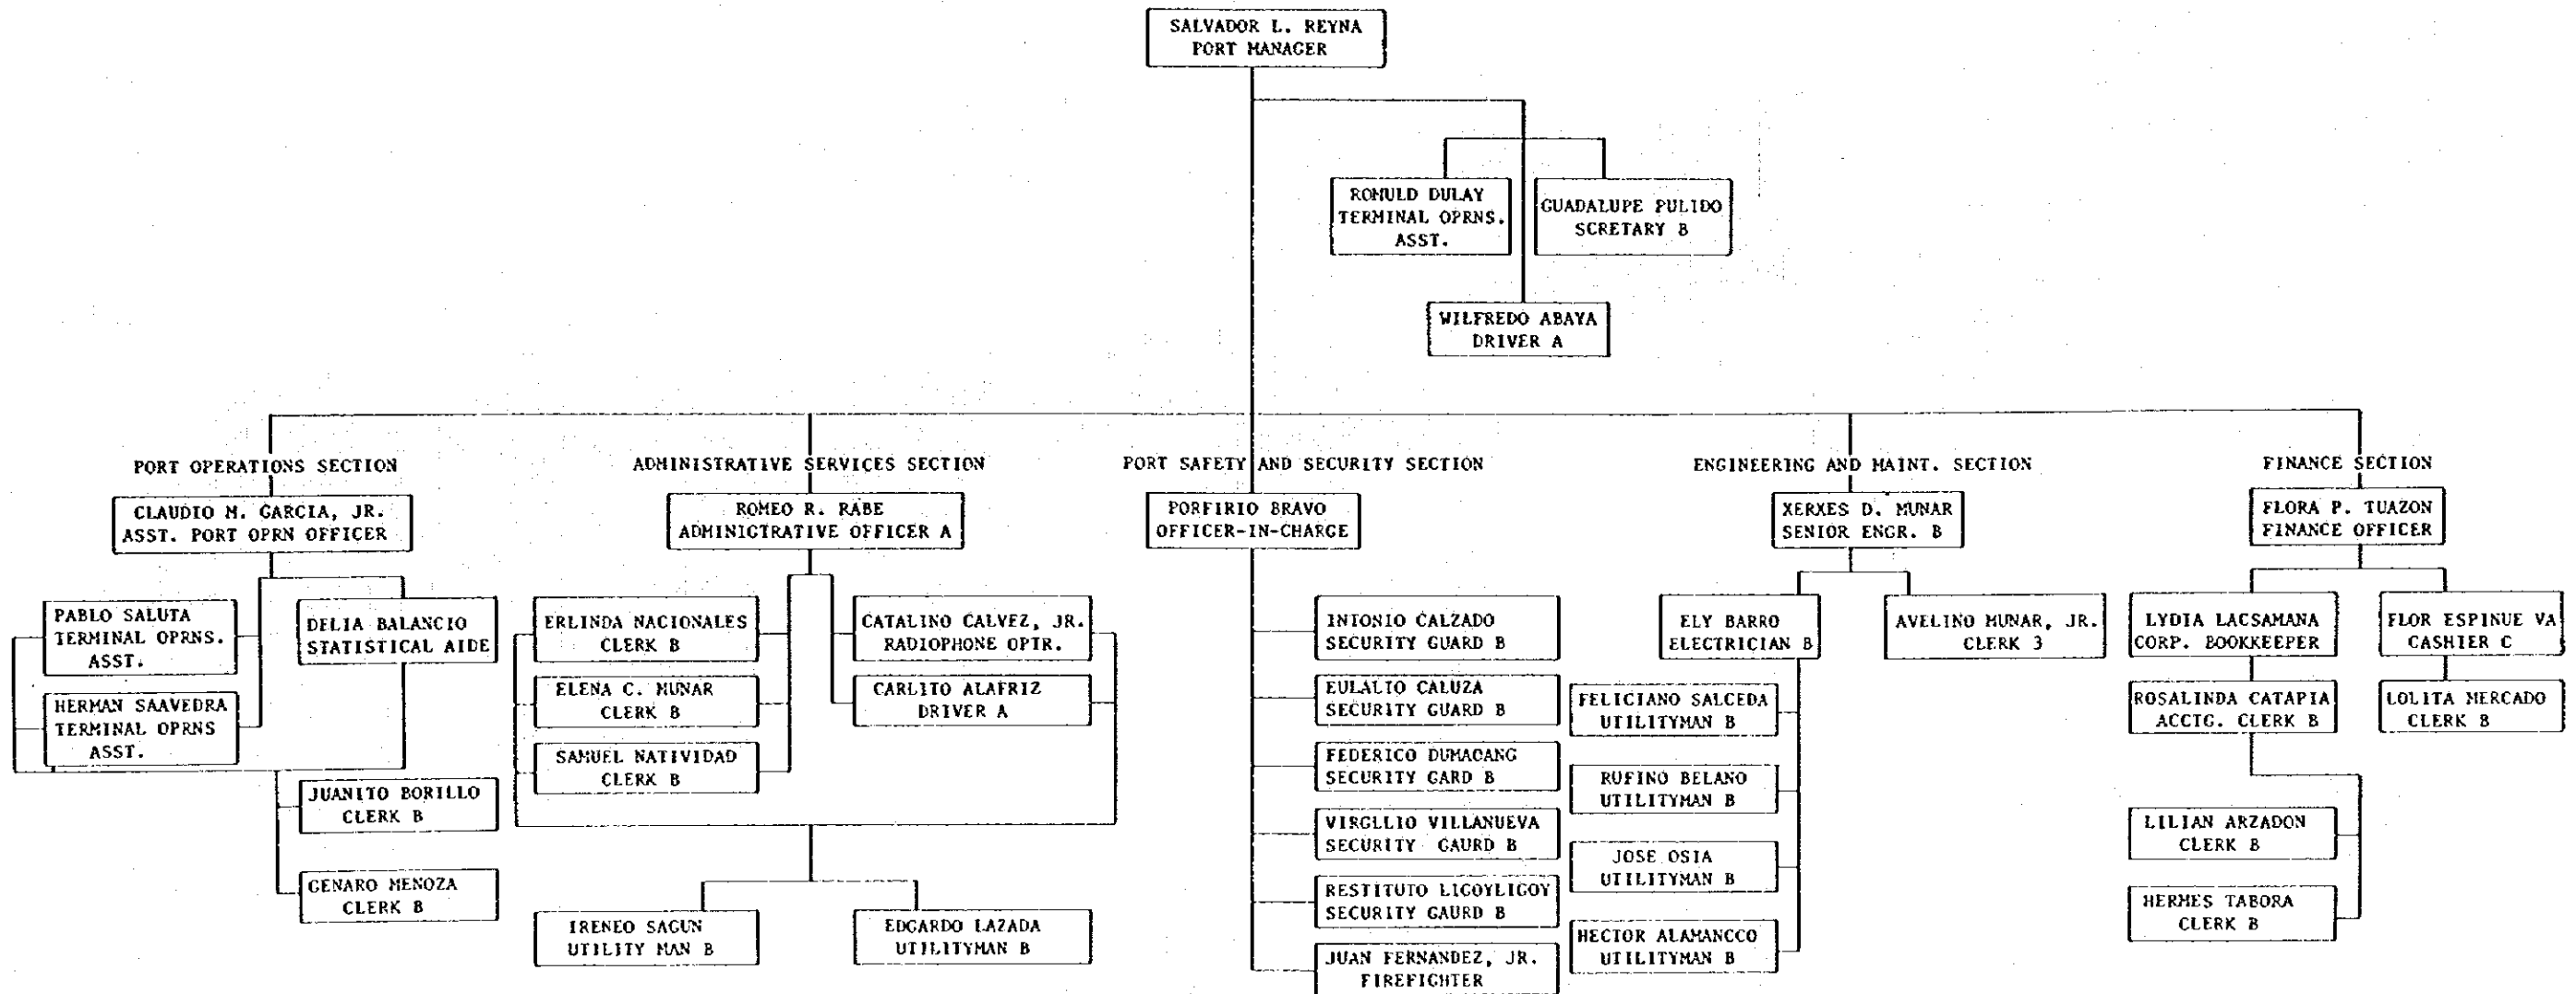 SALVADOR L. REYNA
PORT MANAGER
ROMULD DULAY
TERMINAL OPRNS.
ASST.
GUADALUPE PULIDO
SCRETARY B
WILFREDO ABAYA
DRIVER A
PORT OPERATIONS SECTION
CLAUDIO M. GARCIA, JR.
ASST. PORT OPRN OFFICER
PABLO SALUTA
TERMINAL OPRNS.
ASST.
DELIA BALANCIO
STATISTICAL AIDE
HERMAN SAAVEDRA
TERMINAL OPRNS
ASST.
JUANITO BORILLO
CLERK B
GENARO MENOZA
CLERK B
ADMINISTRATIVE SERVICES SECTION
ROMEO R. RABE
ADMINIGTRATIVE OFFICER A
ERLINDA NACIONALES
CLERK B
CATALINO CALVEZ, JR.
RADIOPHONE OPTR.
ELENA C. MUNAR
CLERK B
CARLITO ALAFRIZ
DRIVER A
SAMUEL NATIVIDAD
CLERK B
IRENEO SAGUN
UTILITY MAN B
EDGARDO LAZADA
UTILITYMAN B
PORT SAFETY AND SECURITY SECTION
PORFIRIO BRAVO
OFFICER-IN-CHARGE
INTONIO CALZADO
SECURITY GUARD B
EULALIO CALUZA
SECURITY GUARD B
FEDERICO DUMAOANG
SECURITY GARD B
VIRGLLIO VILLANUEVA
SECURITY GAURD B
RESTITUTO LIGOYLIGOY
SECURITY GAURD B
JUAN FERNANDEZ, JR.
FIREFIGHTER
ENGINEERING AND MAINT. SECTION
XERXES D. MUNAR
SENIOR ENGR. B
ELY BARRO
ELECTRICIAN B
AVELINO MUNAR, JR.
CLERK 3
FELICIANO SALCEDA
UTILITYMAN B
RUFINO BELANO
UTILITYMAN B
JOSE OSIA
UTILITYMAN B
HECTOR ALAMANCCO
UTILITYMAN B
FINANCE SECTION
FLORA P. TUAZON
FINANCE OFFICER
LYDIA LACSAMANA
CORP. BOOKKEEPER
FLOR ESPINUE VA
CASHIER C
ROSALINDA CATAPIA
ACCTG. CLERK B
LOLITA MERCADO
CLERK B
LILIAN ARZADON
CLERK B
HERMES TABORA
CLERK B